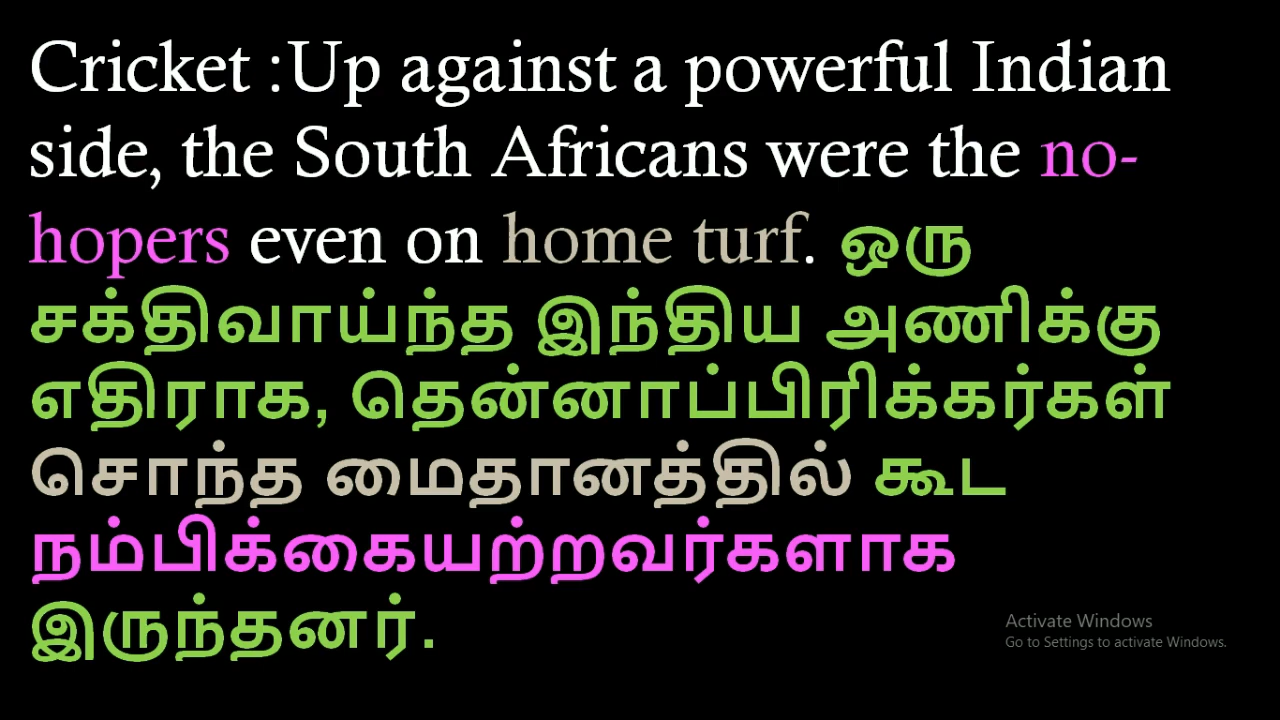 Cricket :Up against a powerful Indian
side, the South Africans were the no-
hopers even on home turf. ஒரு
சக்திவாய்ந்த இந்திய அணிக்கு
எதிராக, தென்னாப்பிரிக்கர்கள்
சொந்த மைதானத்தில் கூட
நம்பிக்கையற்றவர்களாக
இருந்தனர்.
Activate Windows
Go to Settings to activate Windows.